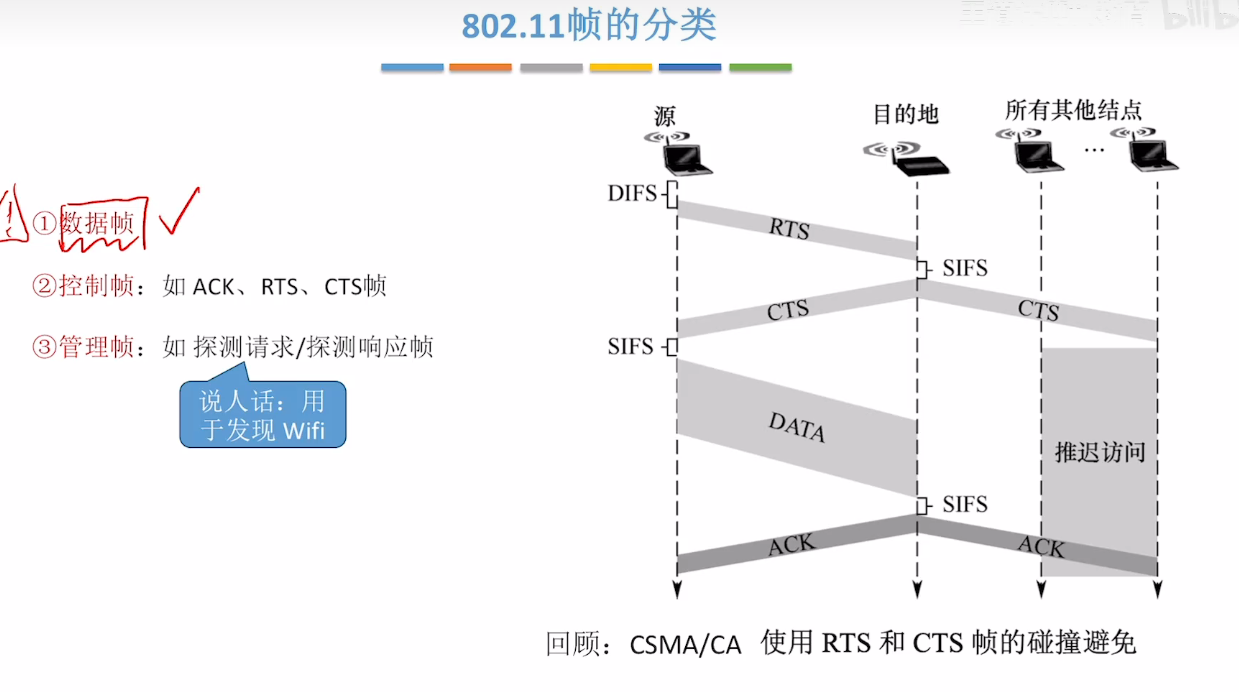 802.11帧的分类
①数据帧
②控制帧：如 ACK、RTS、CTS帧
③管理帧：如 探测请求/探测响应帧
说人话：用
于发现 Wifi
源
目的地
所有其他结点
…
DIFS
RTS
SIFS
CTS
CTS
SIFS
DATA
推迟访问
SIFS
ACK
ACK
回顾：CSMA/CA 使用 RTS 和 CTS 帧的碰撞避免